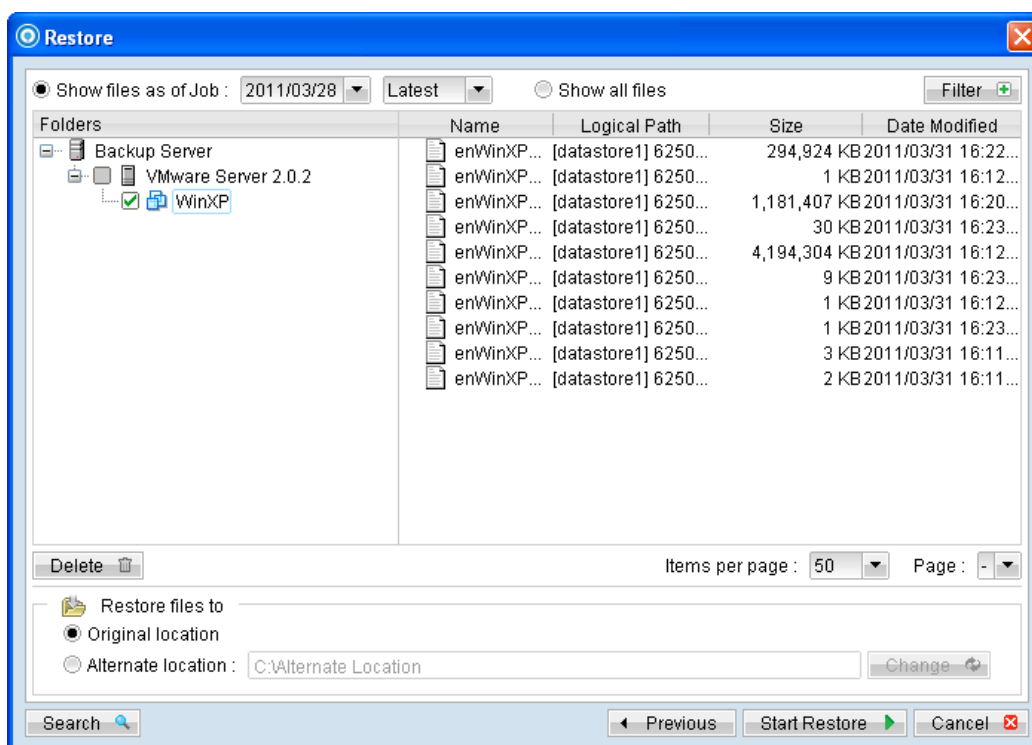 Restore
Show files as of Job : 2011/03/28 Latest Show all files Filter
Folders Name Logical Path Size Date Modified
Backup Server
VMware Server 2.0.2
WinXP
enWinXP... [datastore1] 6250... 294,924 KB 2011/03/31 16:22...
enWinXP... [datastore1] 6250... 1 KB 2011/03/31 16:12...
enWinXP... [datastore1] 6250... 1,181,407 KB 2011/03/31 16:20...
enWinXP... [datastore1] 6250... 30 KB 2011/03/31 16:23...
enWinXP... [datastore1] 6250... 4,194,304 KB 2011/03/31 16:12...
enWinXP... [datastore1] 6250... 9 KB 2011/03/31 16:23...
enWinXP... [datastore1] 6250... 1 KB 2011/03/31 16:12...
enWinXP... [datastore1] 6250... 1 KB 2011/03/31 16:23...
enWinXP... [datastore1] 6250... 3 KB 2011/03/31 16:11...
enWinXP... [datastore1] 6250... 2 KB 2011/03/31 16:11...
Delete Items per page : 50 Page : -
Restore files to
Original location
Alternate location : C:\Alternate Location Change
Search Previous Start Restore Cancel